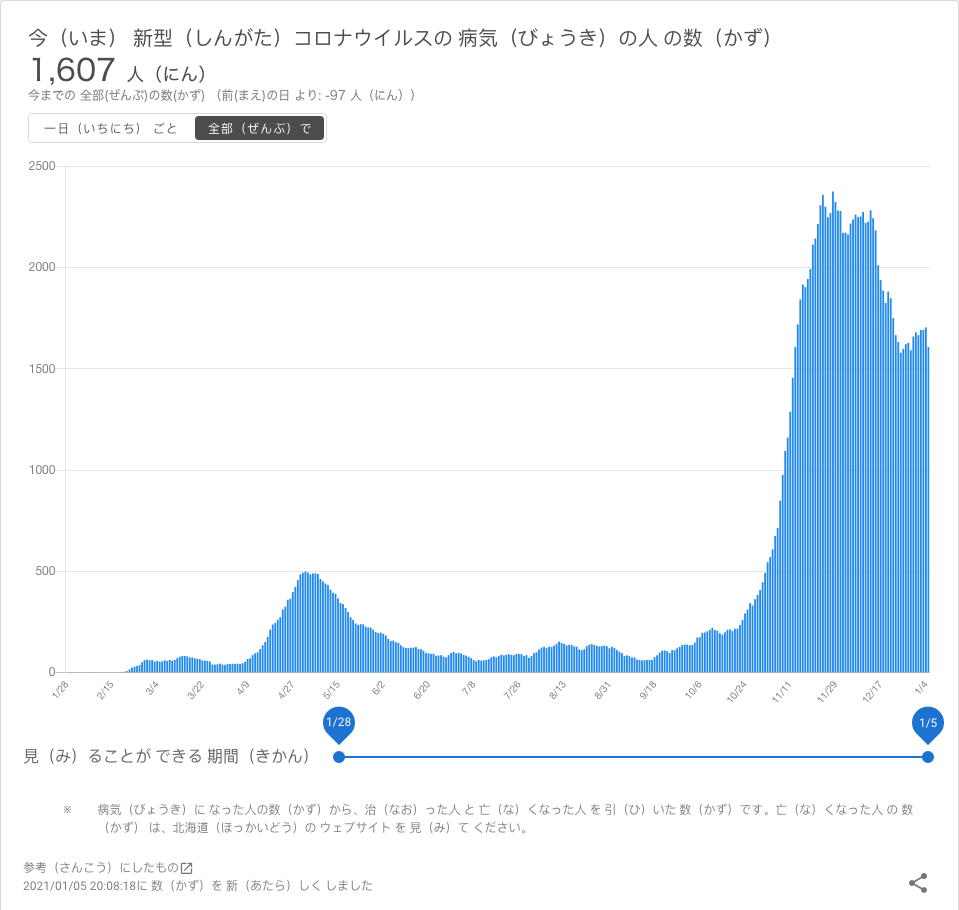 今（いま） 新型（しんがた）コロナウイルスの 病気（びょうき）の人 の数（かず）
1,607 人（にん）
今までの 全部(ぜんぶ)の数(かず) （前(まえ)の日 より: -97 人（にん））
一日（いちにち） ごと 全部（ぜんぶ）で
2500
2000
1500
1000
500
0
1/28 2/15 3/4 3/22 4/9 4/27 5/15 6/2 6/20 7/8 7/26 8/13 8/31 9/18 10/6 10/24 11/11 11/29 12/17 1/4
1/28 1/5
見（み）ることが できる 期間（きかん）
※ 病気（びょうき）に なった人の数（かず）から、治（なお）った人 と 亡（な）くなった人 を 引（ひ）いた 数（かず）です。亡（な）くなった人 の 数
（かず） は、北海道（ほっかいどう）の ウェブサイト を 見（み）て ください。
参考（さんこう）にしたもの
2021/01/05 20:08:18に 数（かず）を 新（あたら）しく しました